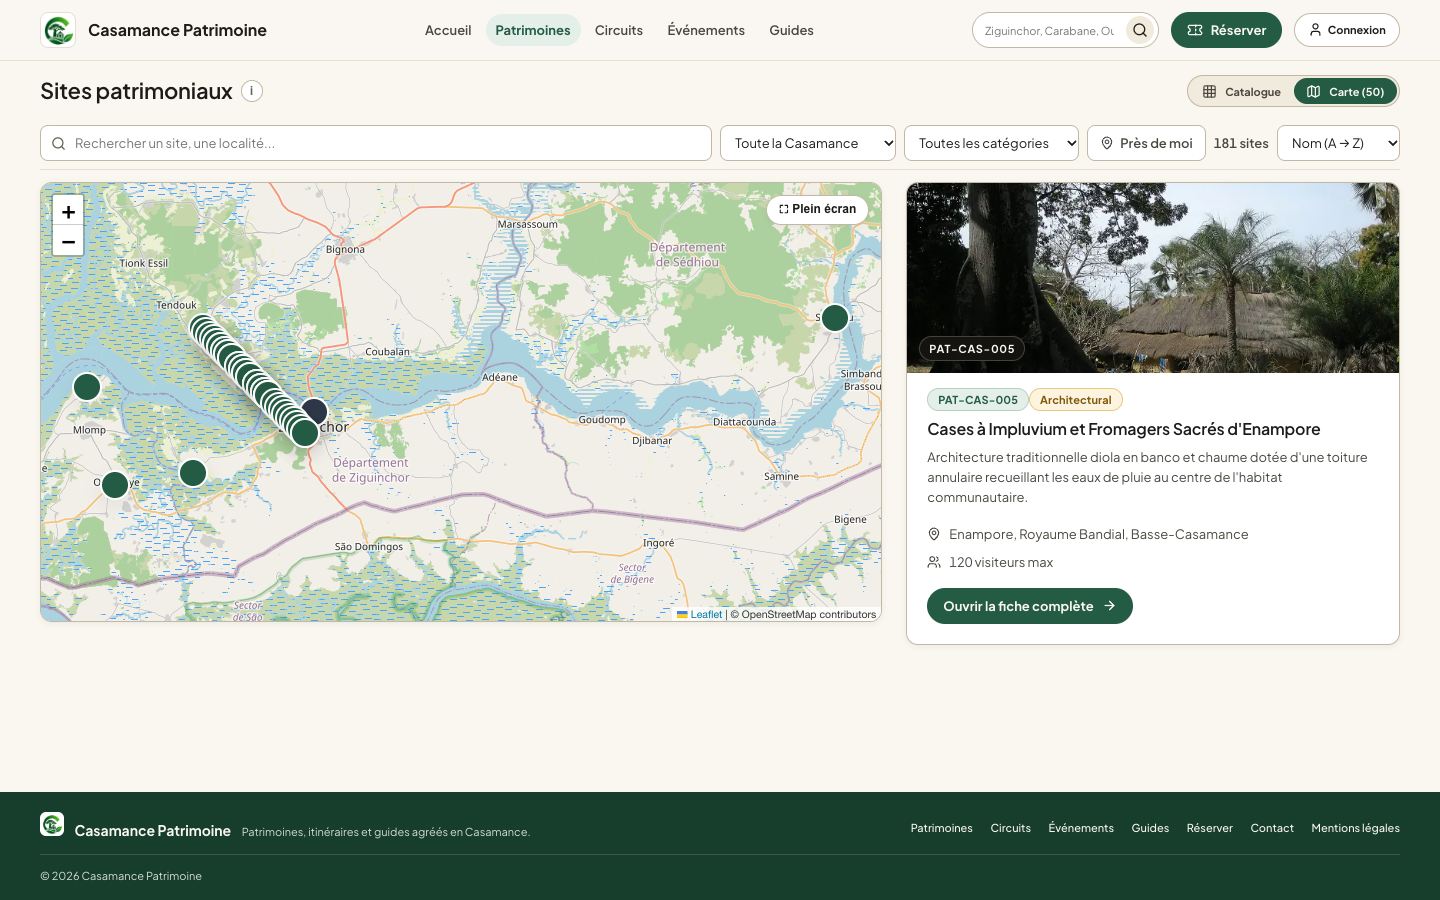 Casamance Patrimoine
Accueil
Patrimoines
Circuits
Événements
Guides
Ziguinchor, Carabane, Ou
Réserver
Connexion
Sites patrimoniaux
i
Catalogue
Carte (50)
Rechercher un site, une localité...
Toute la Casamance
Toutes les catégories
Près de moi
181 sites
Nom (A → Z)
+
−
Plein écran
Marsassoum
Bignona
Département
de Sédhiou
Tionk Essil
Tendouk
Coubalan
Adéane
Simband
Brassou
Mlomp
Goudomp
Diattacounda
Djibanar
chor
Département
de Ziguinchor
Samine
Bigene
São Domingos
Ingoré
Sector
de Bigene
Sector
de São
Leaflet | © OpenStreetMap contributors
PAT-CAS-005
PAT-CAS-005
Architectural
Cases à Impluvium et Fromagers Sacrés d'Enampore
Architecture traditionnelle diola en banco et chaume dotée d'une toiture
annulaire recueillant les eaux de pluie au centre de l'habitat
communautaire.
Enampore, Royaume Bandial, Basse-Casamance
120 visiteurs max
Ouvrir la fiche complète →
Casamance Patrimoine
Patrimoines, itinéraires et guides agréés en Casamance.
Patrimoines
Circuits
Événements
Guides
Réserver
Contact
Mentions légales
© 2026 Casamance Patrimoine